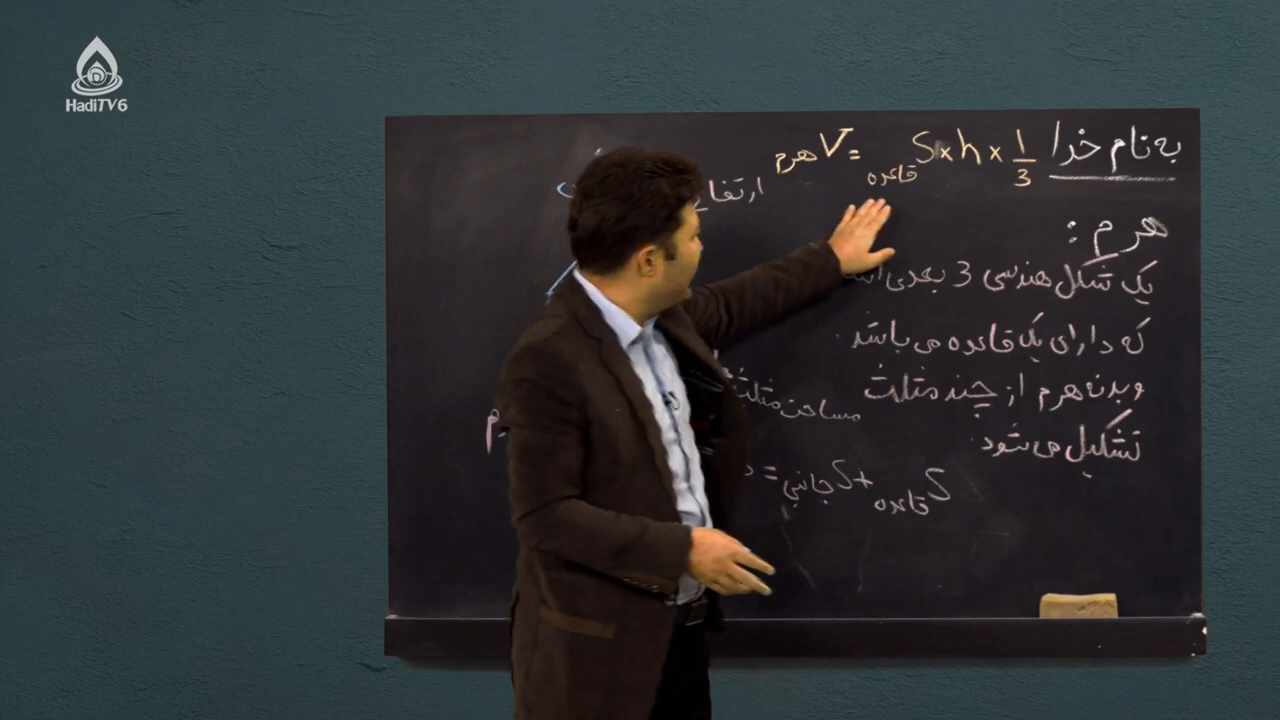 HadiTV6
به نام خدا
V هرم = S قاعده × h × 1/3
هرم :
یک شکل هندسی 3 بعدی
که دارای یک قاعده می باشد.
و بدنه هرم از چند مثلث
تشکیل می شود.
مساحت مثلث
S قاعده + S جانبی =